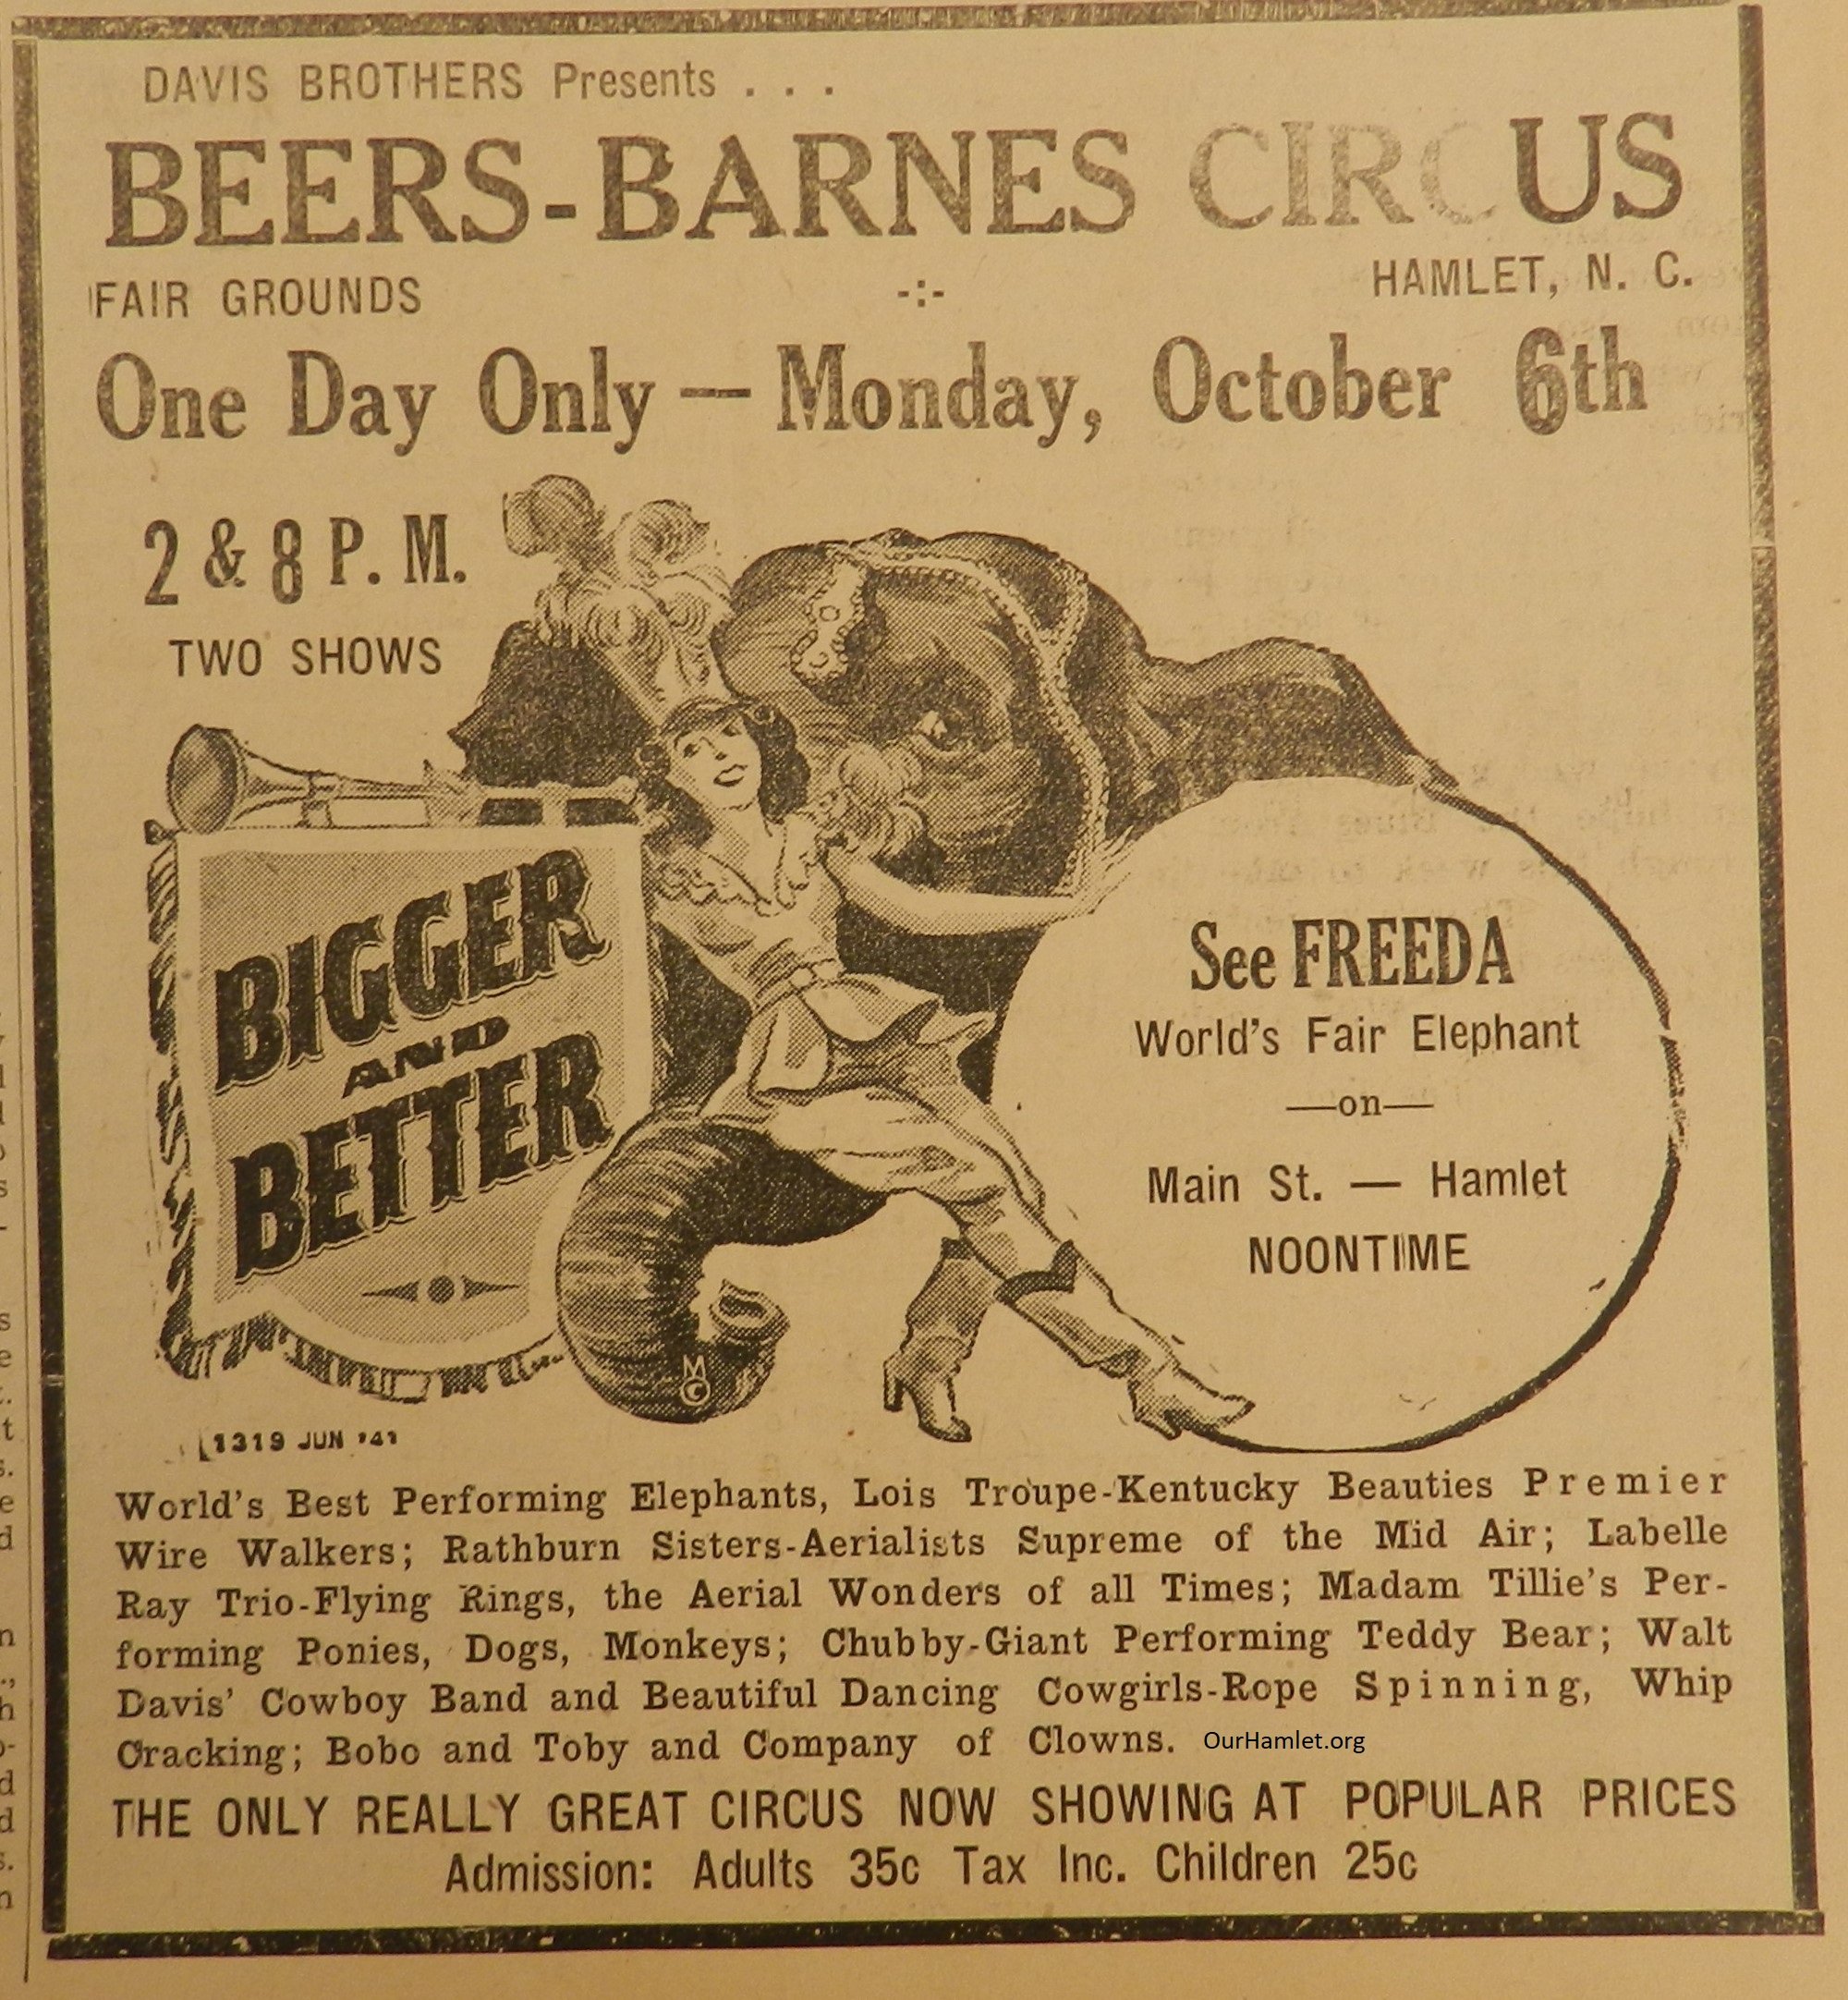 DAVIS BROTHERS Presents . . .
BEERS-BARNES CIRCUS
FAIR GROUNDS -:- HAMLET, N. C.
One Day Only — Monday, October 6th
2 & 8 P. M.
TWO SHOWS
BIGGER
AND
BETTER
See FREEDA
World's Fair Elephant
—on—
Main St. — Hamlet
NOONTIME
MC
1319 JUN '41
World's Best Performing Elephants, Lois Troupe-Kentucky Beauties Premier
Wire Walkers; Rathburn Sisters-Aerialists Supreme of the Mid Air; Labelle
Ray Trio-Flying Rings, the Aerial Wonders of all Times; Madam Tillie's Per-
forming Ponies, Dogs, Monkeys; Chubby-Giant Performing Teddy Bear; Walt
Davis' Cowboy Band and Beautiful Dancing Cowgirls-Rope Spinning, Whip
Cracking; Bobo and Toby and Company of Clowns. OurHamlet.org
THE ONLY REALLY GREAT CIRCUS NOW SHOWING AT POPULAR PRICES
Admission: Adults 35c Tax Inc. Children 25c